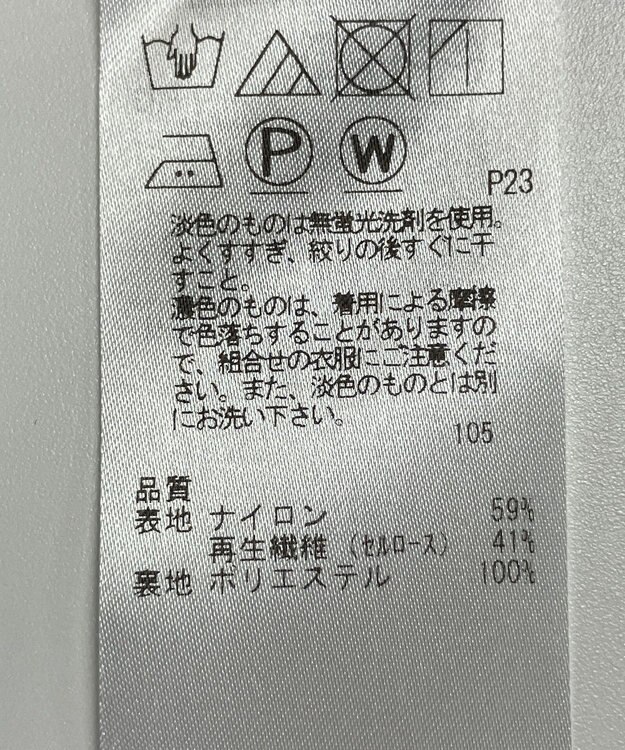 P W
P23
淡色のものは無蛍光洗剤を使用。
よくすすぎ、絞りの後すぐに干
すこと。
濃色のものは、着用による摩擦
で色落ちすることがありますの
で、組合せの衣服にご注意くだ
さい。また、淡色のものとは別
にお洗い下さい。
105
品質
表地 ナイロン 59%
再生繊維 (セルロース) 41%
裏地 ポリエステル 100%